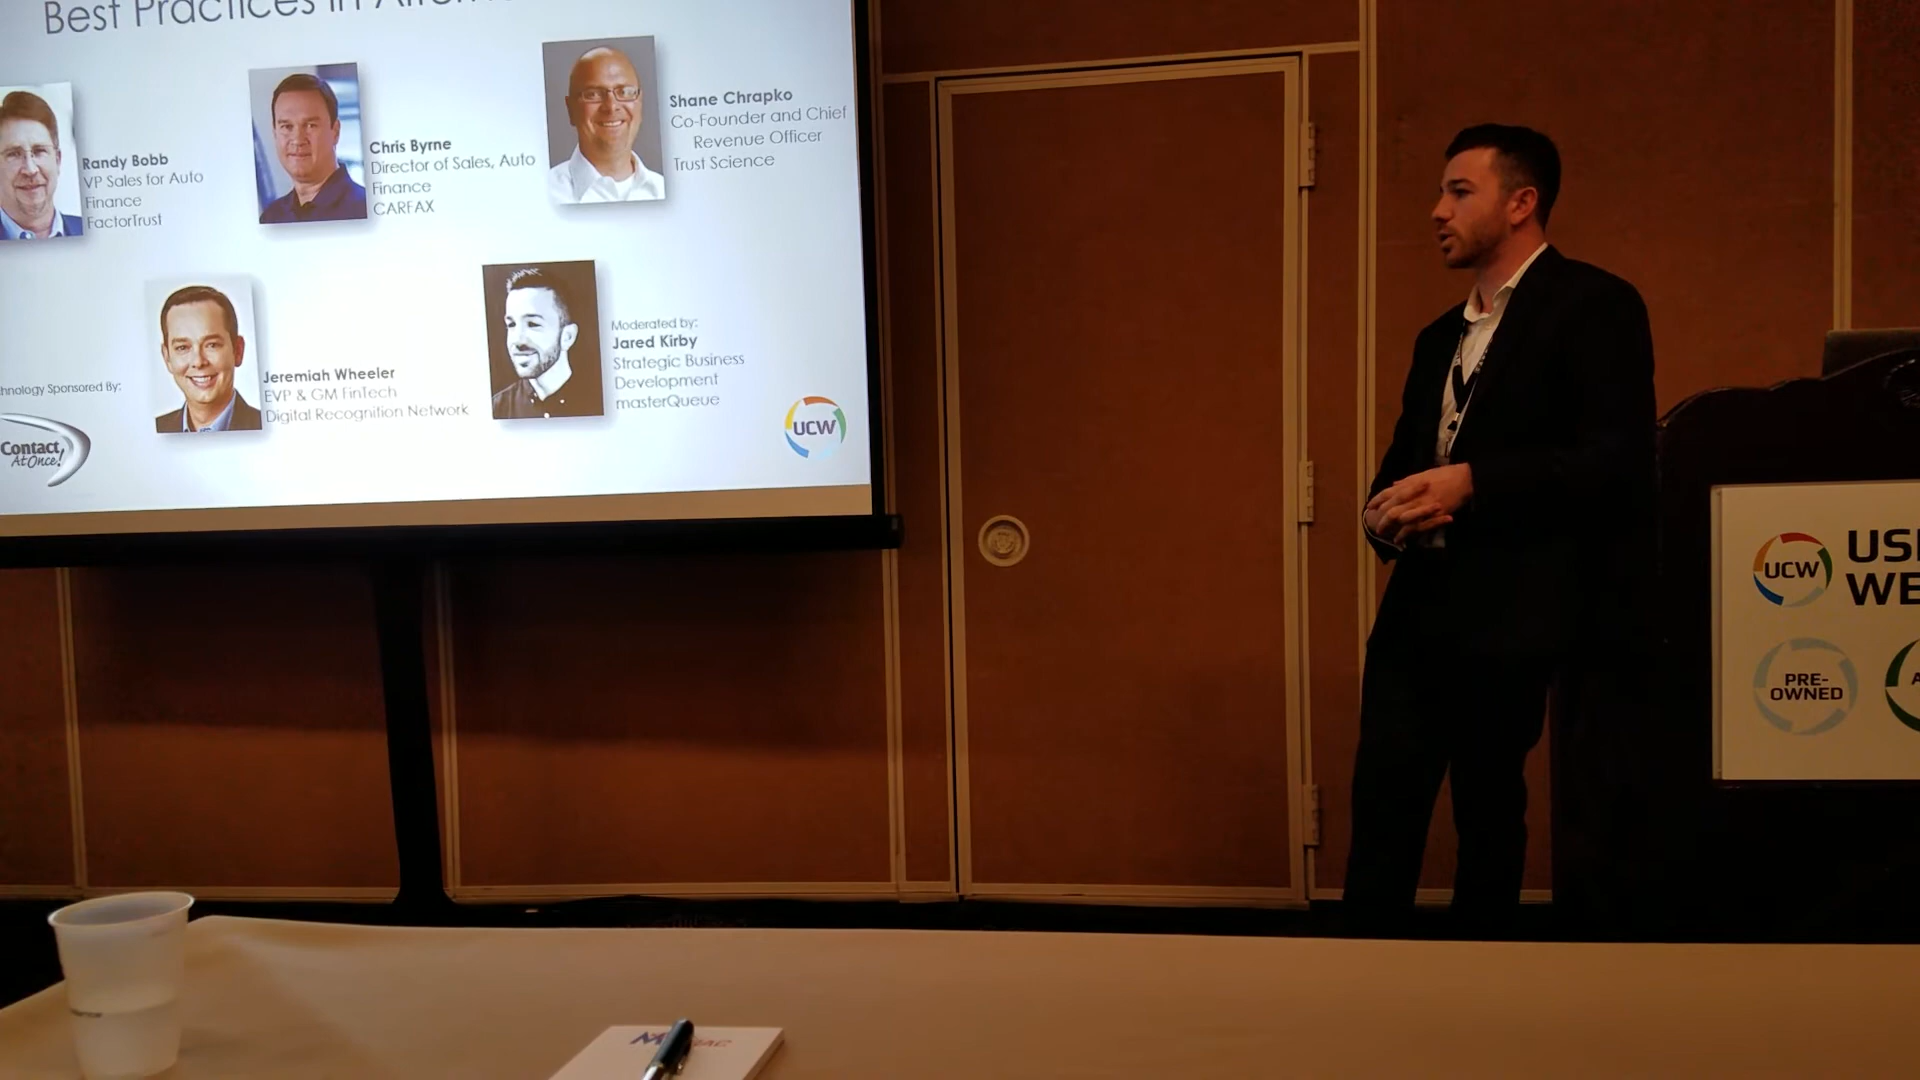 Best Practices in
Randy Bobb
VP Sales for Auto
Finance
FactorTrust
Chris Byrne
Director of Sales, Auto
Finance
CARFAX
Shane Chrapko
Co-Founder and Chief
Revenue Officer
Trust Science
Jeremiah Wheeler
EVP & GM FinTech
Digital Recognition Network
Moderated by:
Jared Kirby
Strategic Business
Development
masterQueue
Sponsored By:
Contact
At Once!
UCW
UCW
PRE-
OWNED